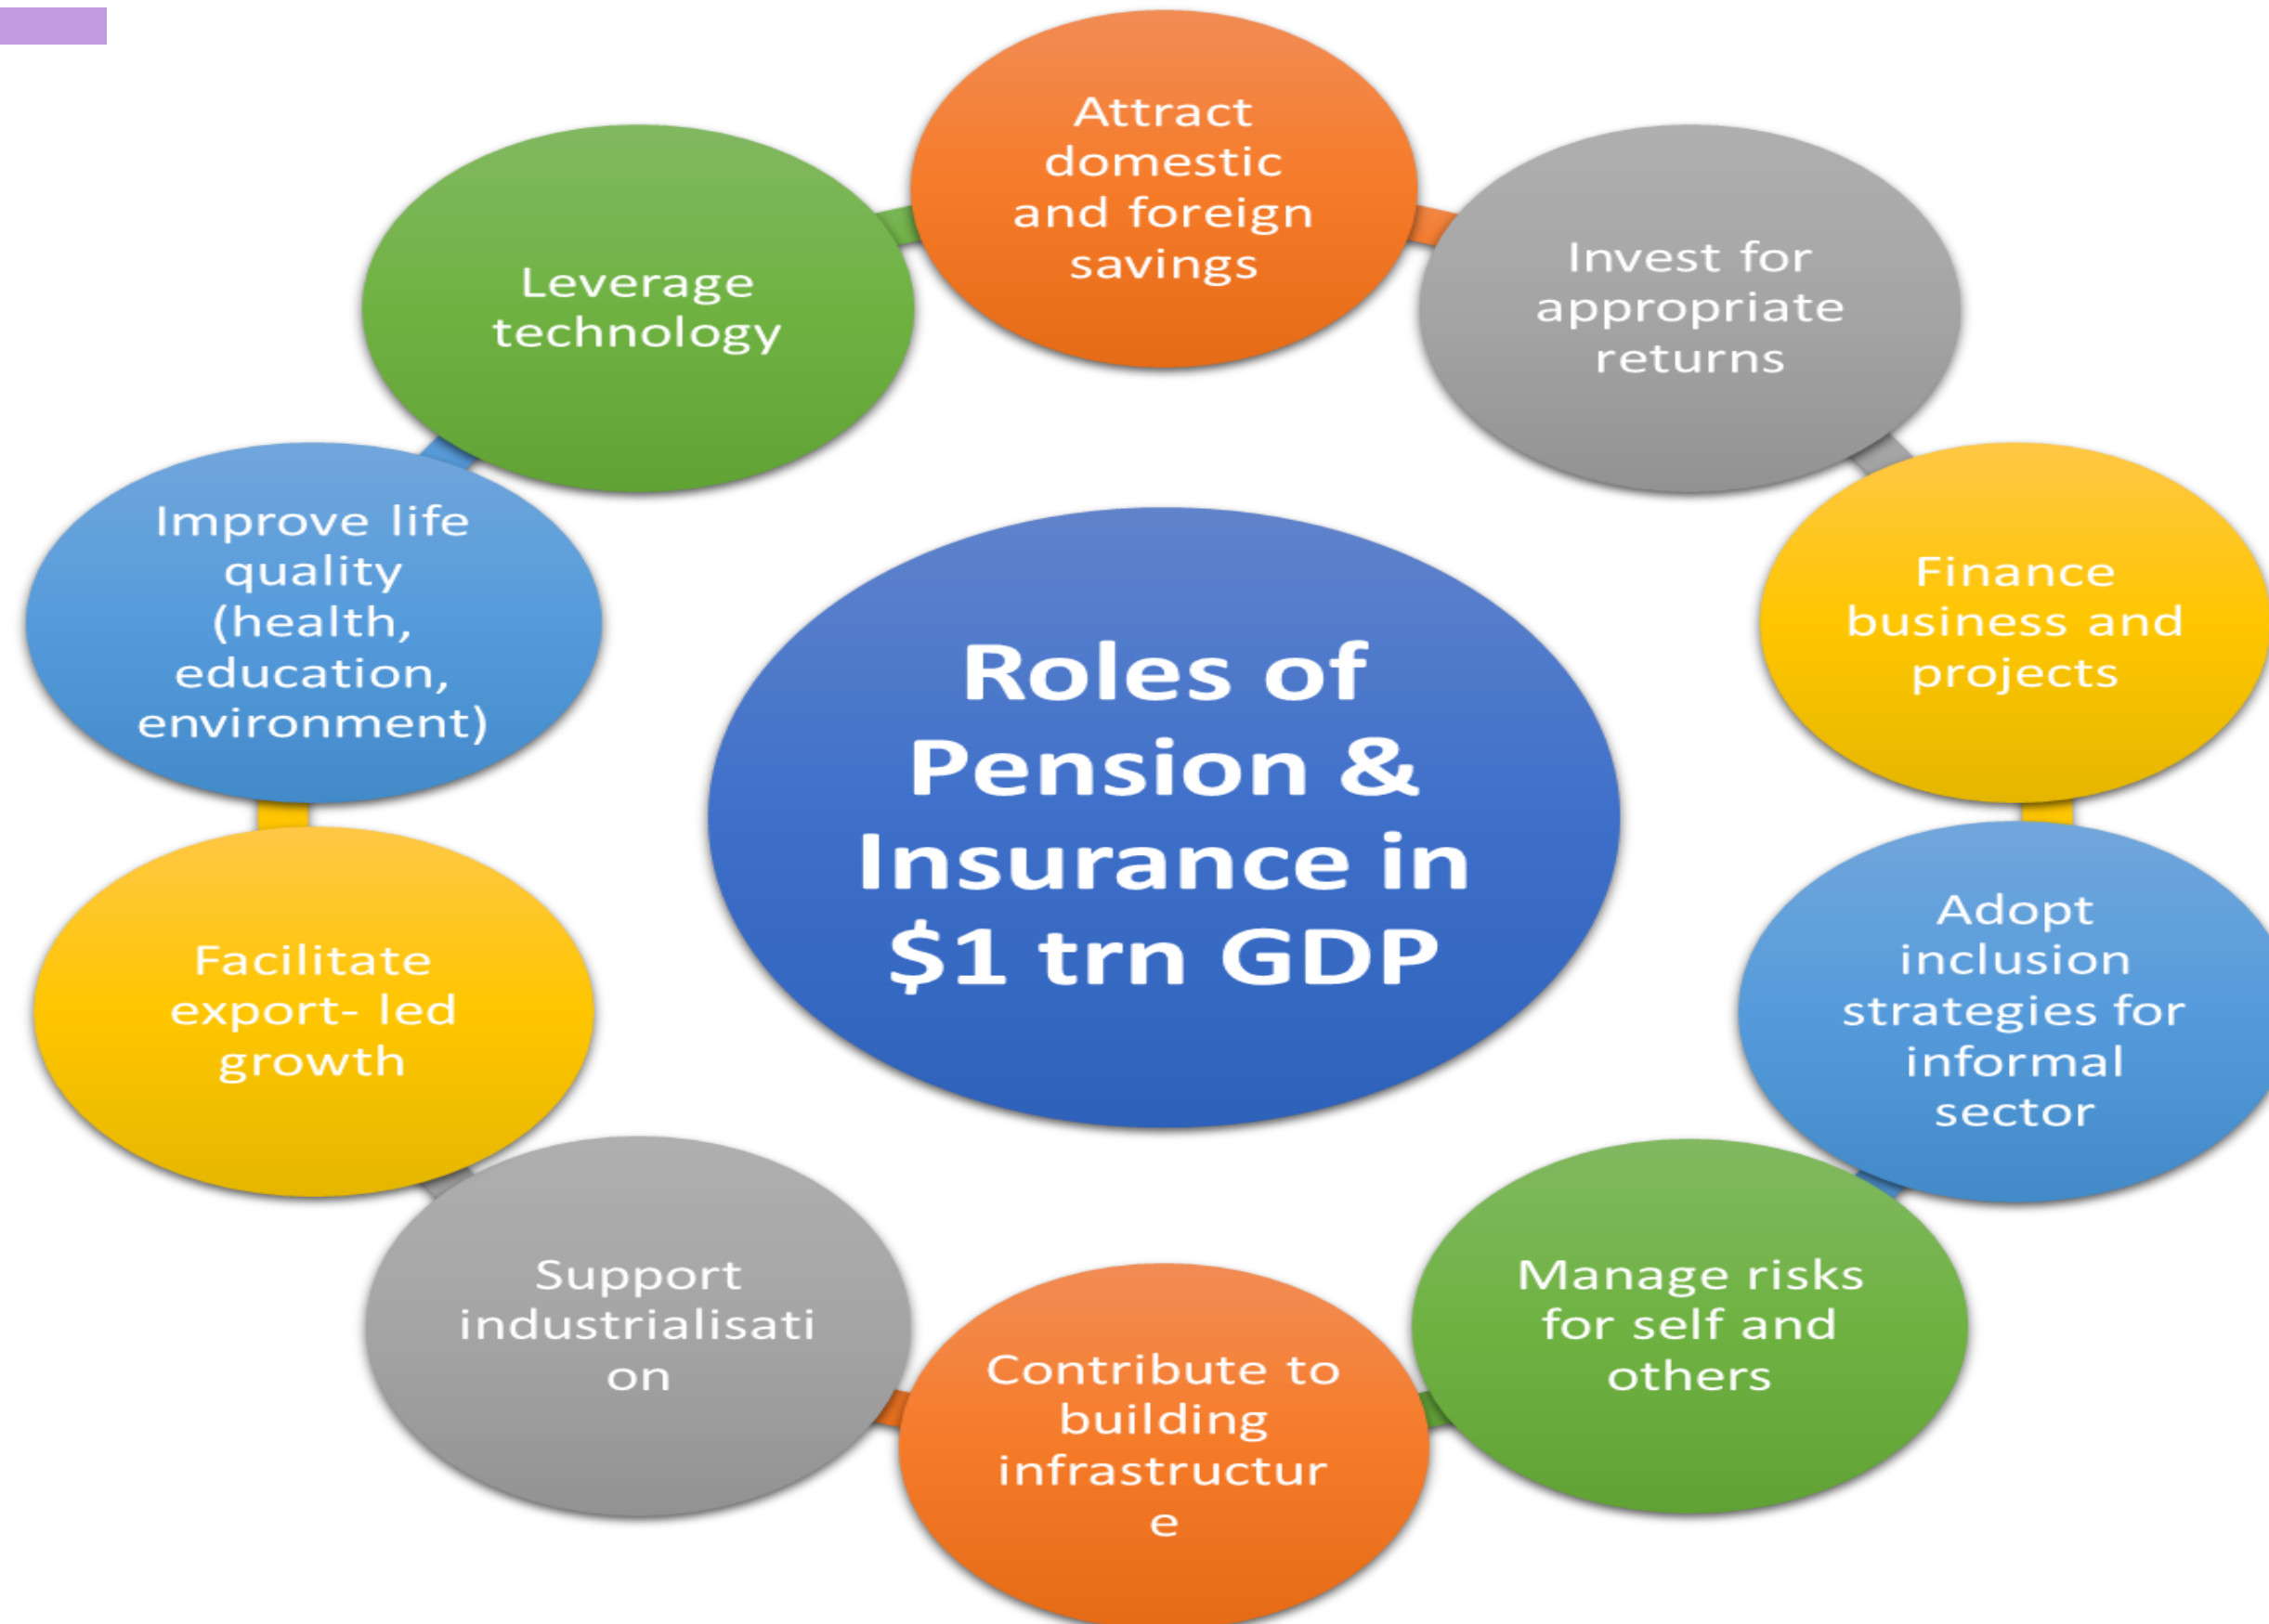 Attract
domestic
and foreign
savings
Invest for
appropriate
returns
Finance
business and
projects
Adopt
inclusion
strategies for
informal
sector
Manage risks
for self and
others
Contribute to
building
infrastructur
e
Support
industrialisati
on
Facilitate
export- led
growth
Improve life
quality
(health,
education,
environment)
Leverage
technology
Roles of
Pension &
Insurance in
$1 trn GDP